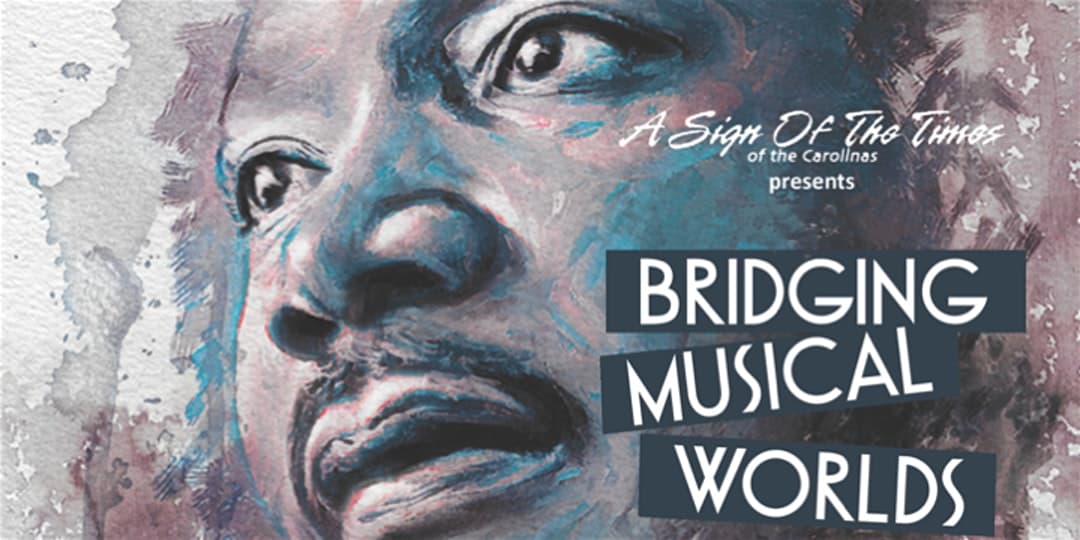 A Sign Of The Times
of the Carolinas
presents
BRIDGING
MUSICAL
WORLDS